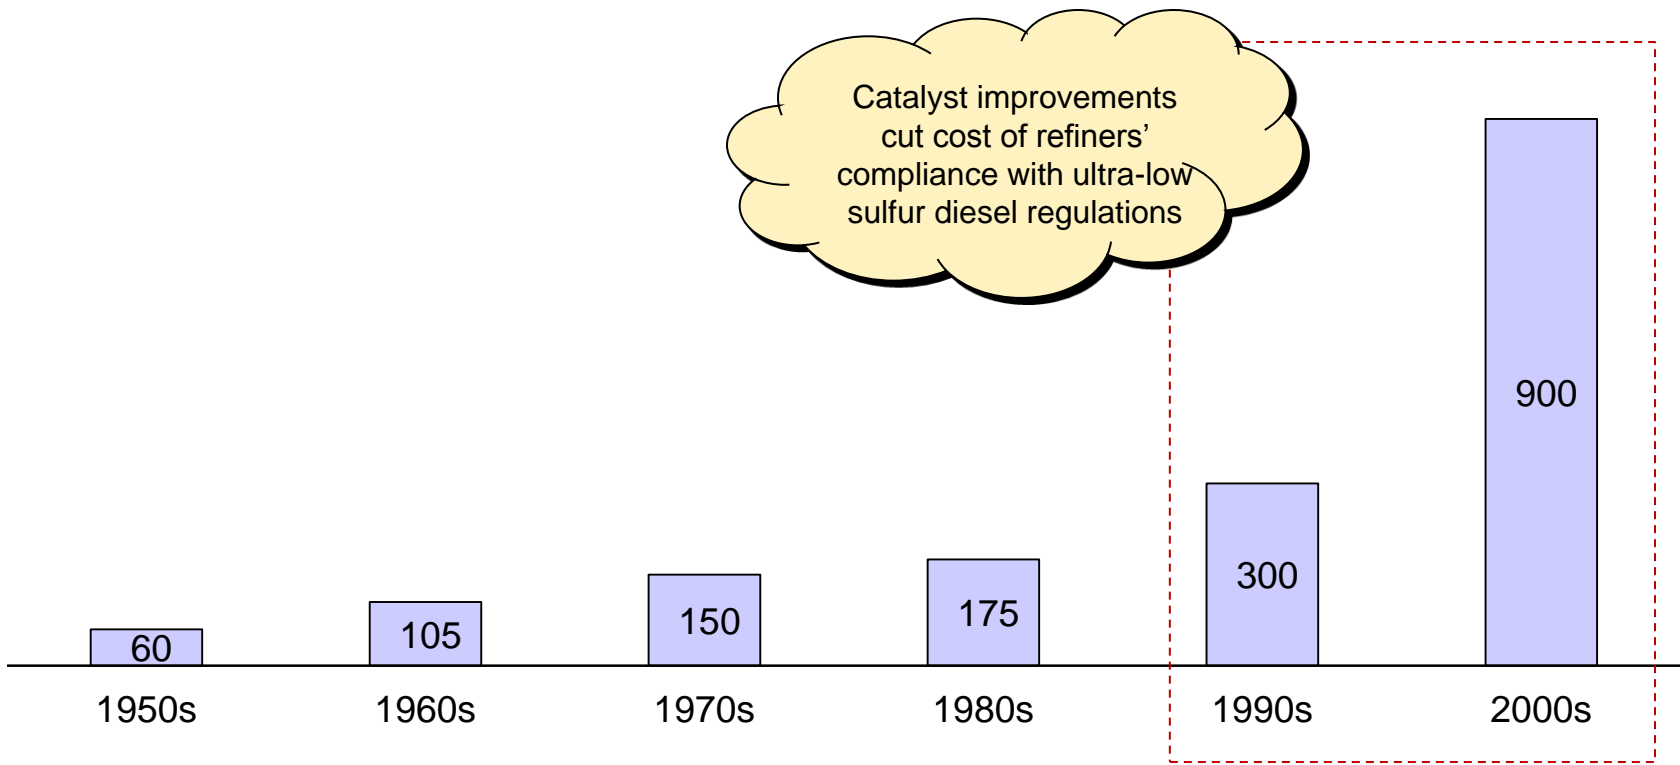 Catalyst improvements
cut cost of refiners’
compliance with ultra-low
sulfur diesel regulations
60
105
150
175
300
900
1950s
1960s
1970s
1980s
1990s
2000s